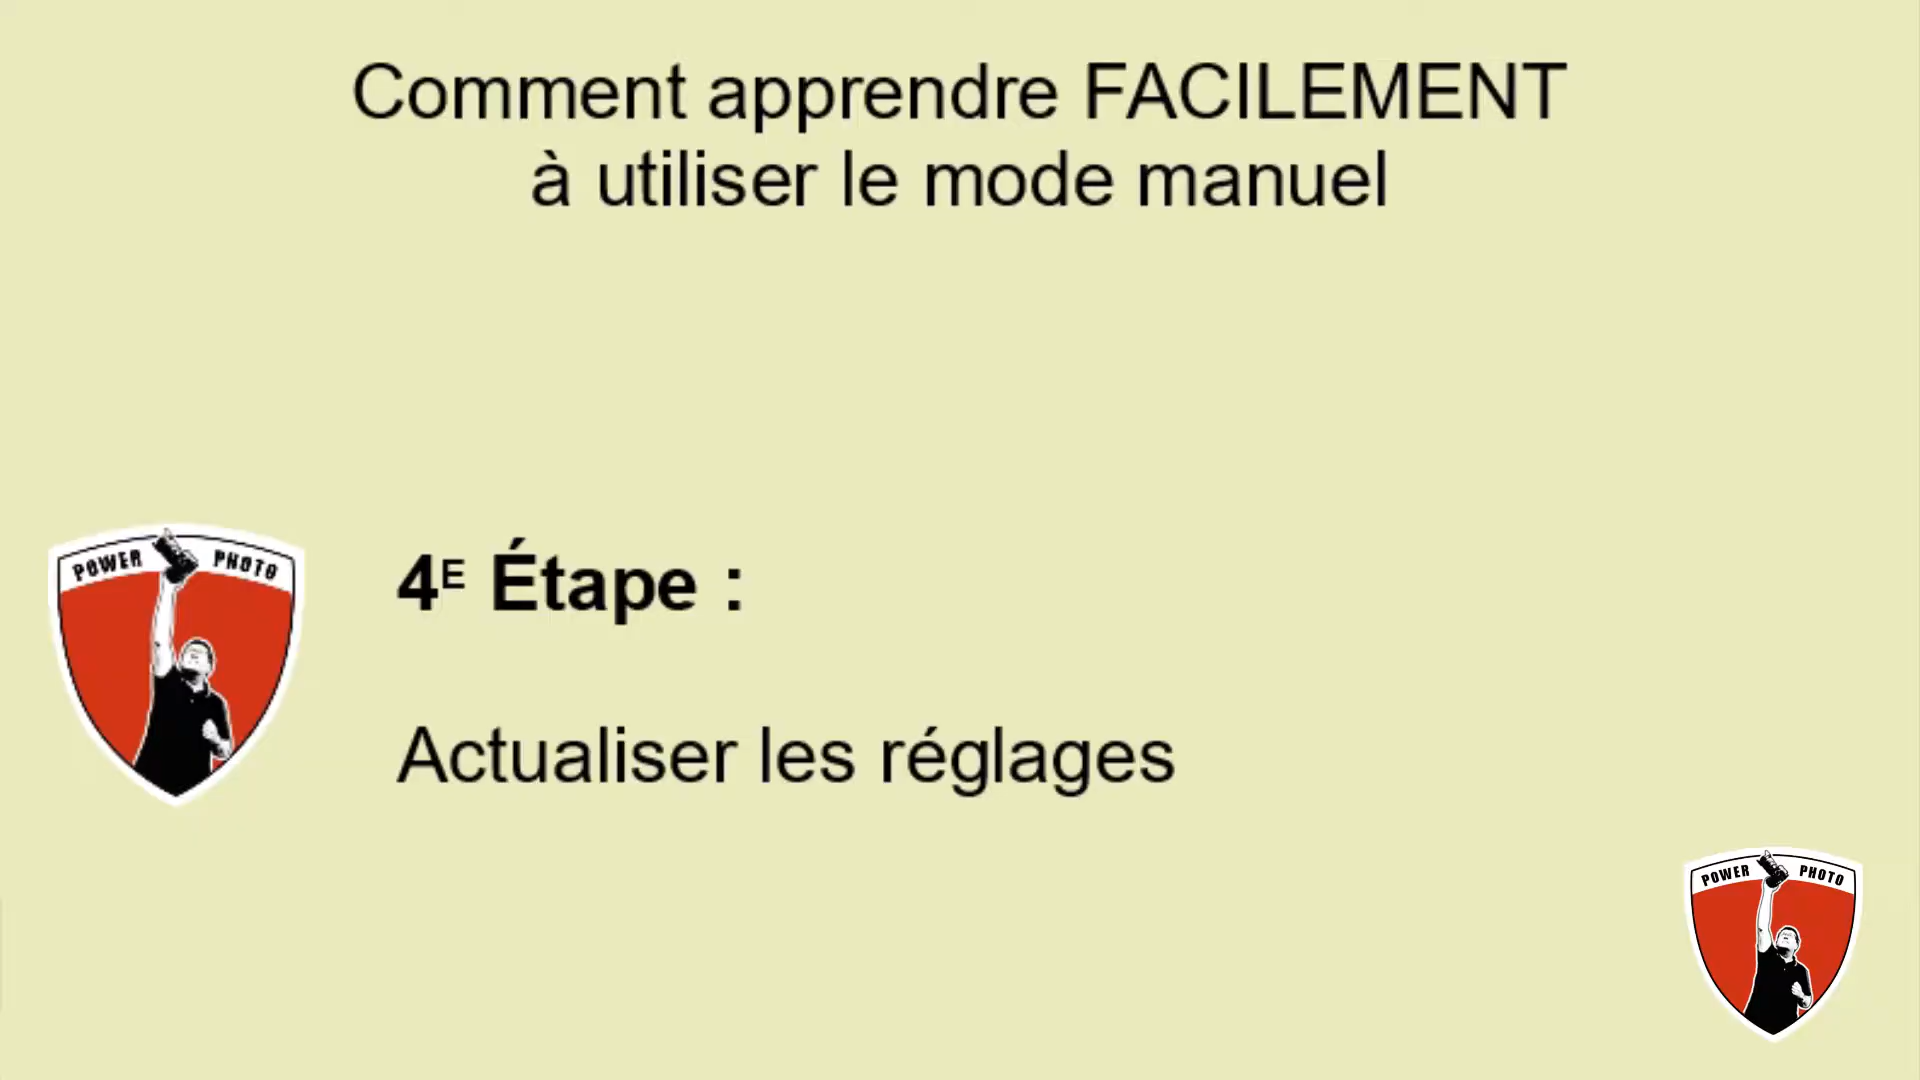 Comment apprendre FACILEMENT
à utiliser le mode manuel
POWER PHOTO
4E Étape :
Actualiser les réglages
POWER PHOTO